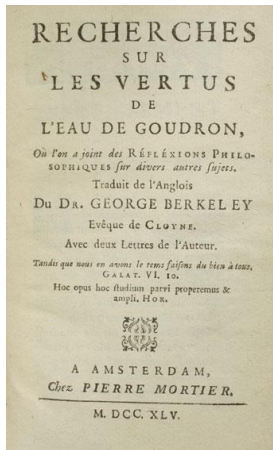 RECHERCHES
SUR
LES VERTUS
DE
L'EAU DE GOUDRON,
Où l'on a joint des RÉFLÉXIONS PHILO-
SOPHIQUES sur divers autres sujets.
Traduit de l'Anglois
Du DR. GEORGE BERKELEY
Evêque de CLOYNE.
Avec deux Lettres de l'Auteur.
Tandis que nous en avons le tems faisons du bien à tous.
GALAT. VI. 10.
Hoc opus hoc studium parvi properemus &
ampli. HOR.
A AMSTERDAM,
Chez PIERRE MORTIER.
M. DCC. XLV.